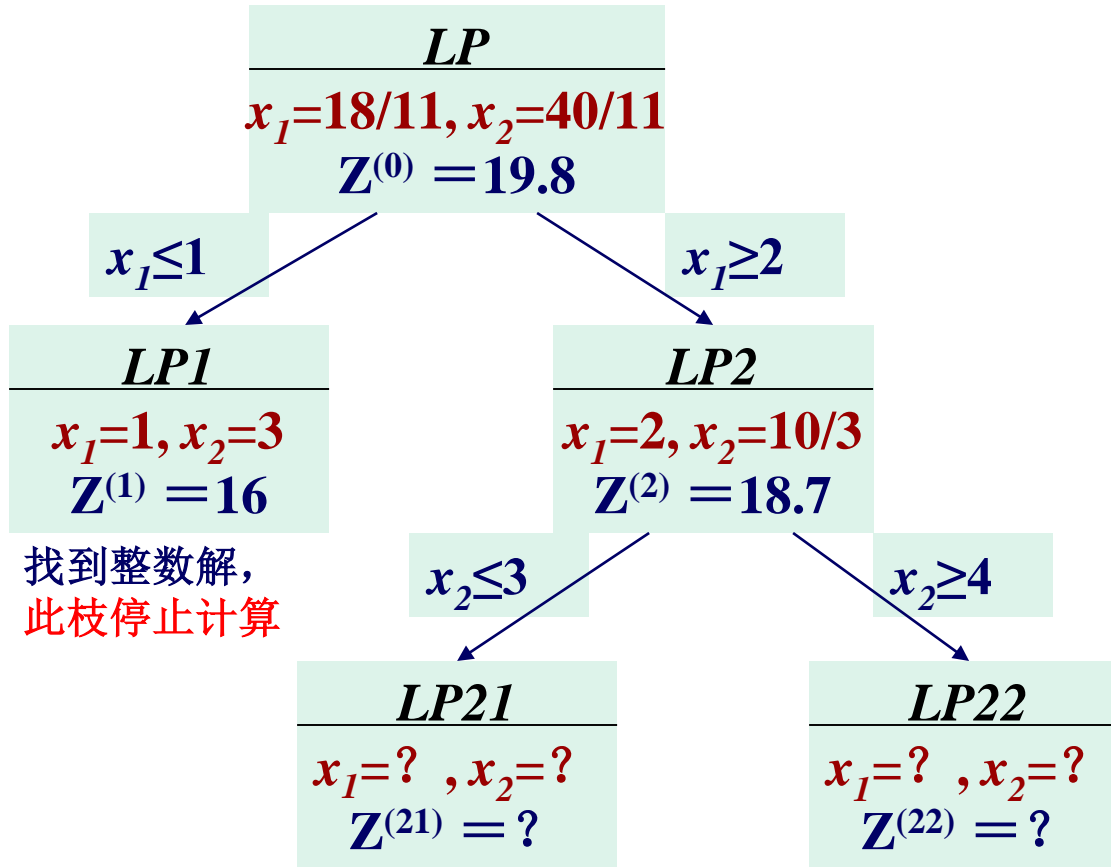 LP
x₁=18/11, x₂=40/11
Z⁽⁰⁾ ＝19.8
x₁≤1
x₁≥2
LP1
x₁=1, x₂=3
Z⁽¹⁾ ＝16
找到整数解，
此枝停止计算
LP2
x₁=2, x₂=10/3
Z⁽²⁾ ＝18.7
x₂≤3
x₂≥4
LP21
x₁=？, x₂=？
Z⁽²¹⁾ ＝？
LP22
x₁=？, x₂=？
Z⁽²²⁾ ＝？